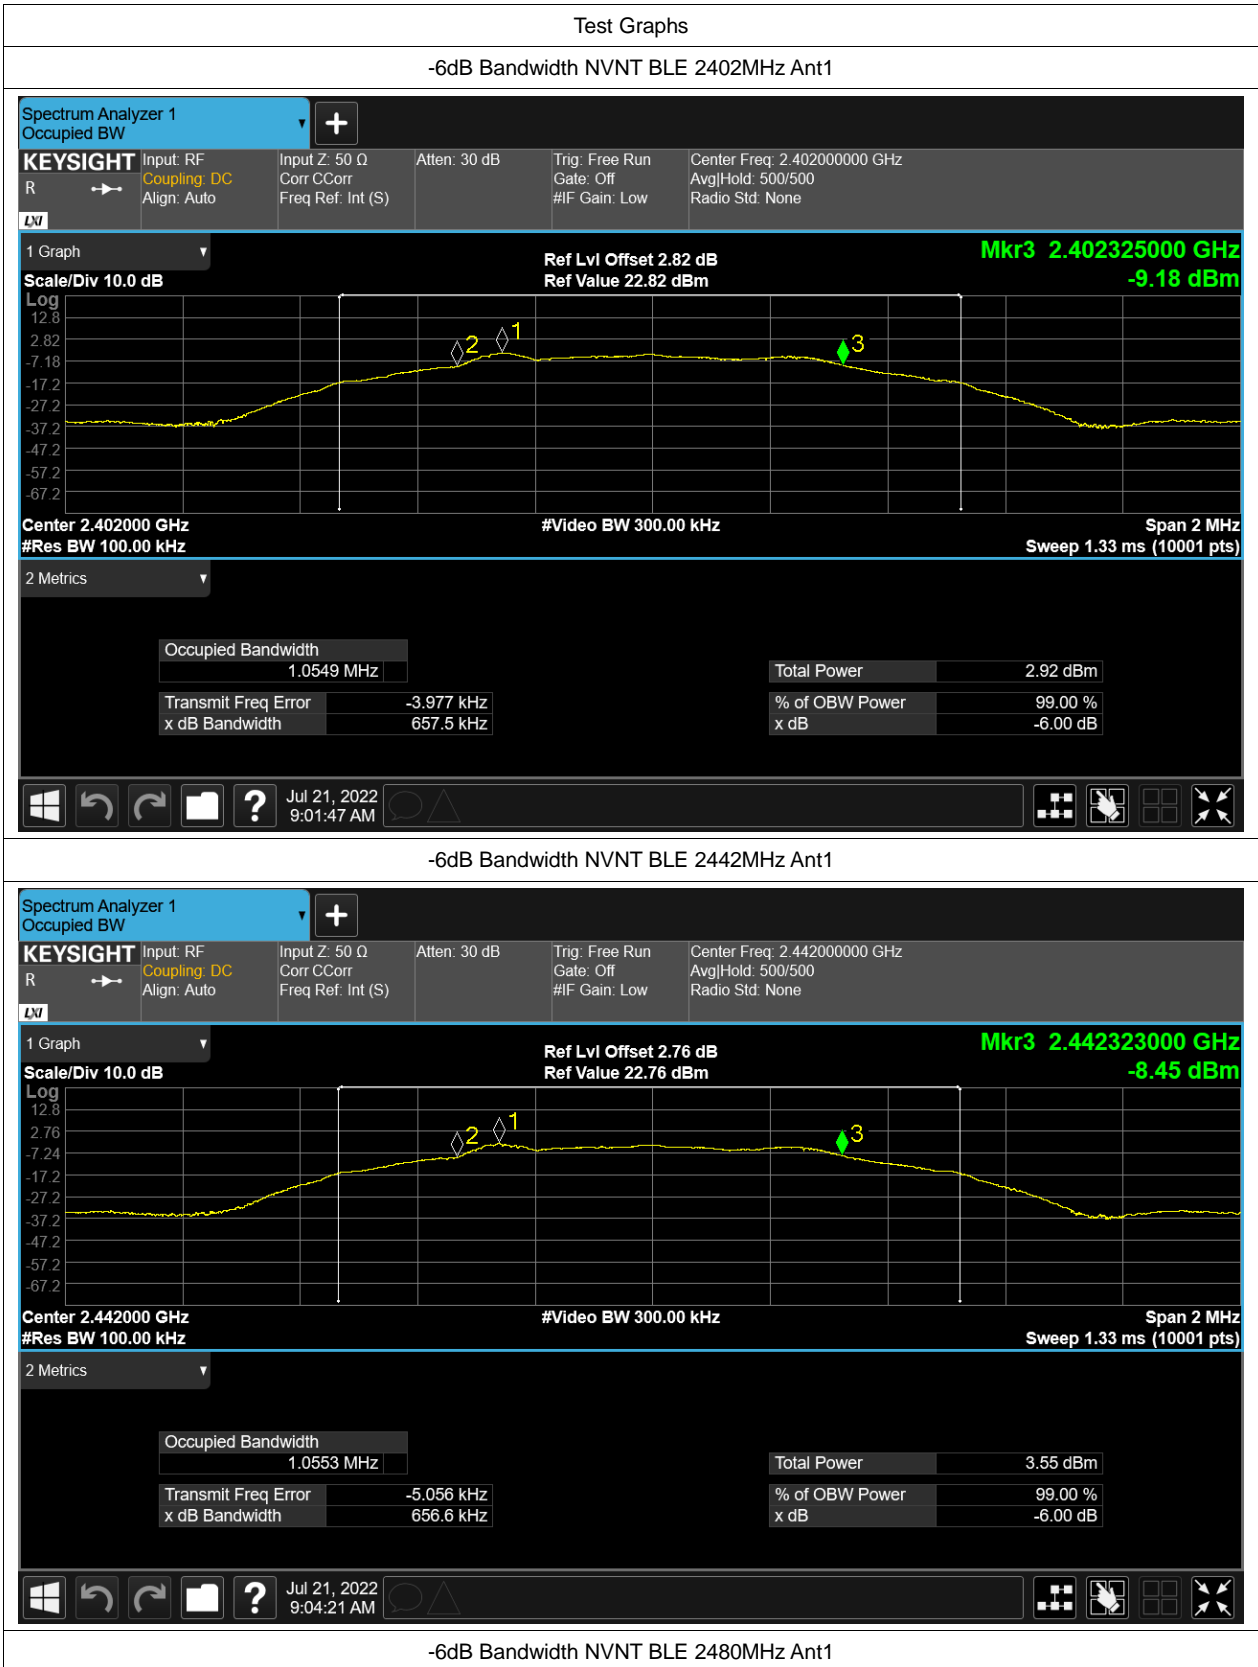 Test Graphs
-6dB Bandwidth NVNT BLE 2402MHz Ant1
Spectrum Analyzer 1
Occupied BW
KEYSIGHT
R
LXI
Input: RF
Coupling: DC
Align: Auto
Input Z: 50 Ω
Corr CCorr
Freq Ref: Int (S)
Atten: 30 dB
Trig: Free Run
Gate: Off
#IF Gain: Low
Center Freq: 2.402000000 GHz
Avg|Hold: 500/500
Radio Std: None
1 Graph
Scale/Div 10.0 dB
Ref Lvl Offset 2.82 dB
Ref Value 22.82 dBm
Mkr3 2.402325000 GHz
-9.18 dBm
Log
12.8
2.82
-7.18
-17.2
-27.2
-37.2
-47.2
-57.2
-67.2
2
1
3
Center 2.402000 GHz
#Res BW 100.00 kHz
#Video BW 300.00 kHz
Span 2 MHz
Sweep 1.33 ms (10001 pts)
2 Metrics
Occupied Bandwidth
1.0549 MHz
Transmit Freq Error -3.977 kHz
x dB Bandwidth 657.5 kHz
Total Power 2.92 dBm
% of OBW Power 99.00 %
x dB -6.00 dB
?
Jul 21, 2022
9:01:47 AM
-6dB Bandwidth NVNT BLE 2442MHz Ant1
Spectrum Analyzer 1
Occupied BW
KEYSIGHT
R
LXI
Input: RF
Coupling: DC
Align: Auto
Input Z: 50 Ω
Corr CCorr
Freq Ref: Int (S)
Atten: 30 dB
Trig: Free Run
Gate: Off
#IF Gain: Low
Center Freq: 2.442000000 GHz
Avg|Hold: 500/500
Radio Std: None
1 Graph
Scale/Div 10.0 dB
Ref Lvl Offset 2.76 dB
Ref Value 22.76 dBm
Mkr3 2.442323000 GHz
-8.45 dBm
Log
12.8
2.76
-7.24
-17.2
-27.2
-37.2
-47.2
-57.2
-67.2
2
1
3
Center 2.442000 GHz
#Res BW 100.00 kHz
#Video BW 300.00 kHz
Span 2 MHz
Sweep 1.33 ms (10001 pts)
2 Metrics
Occupied Bandwidth
1.0553 MHz
Transmit Freq Error -5.056 kHz
x dB Bandwidth 656.6 kHz
Total Power 3.55 dBm
% of OBW Power 99.00 %
x dB -6.00 dB
?
Jul 21, 2022
9:04:21 AM
-6dB Bandwidth NVNT BLE 2480MHz Ant1